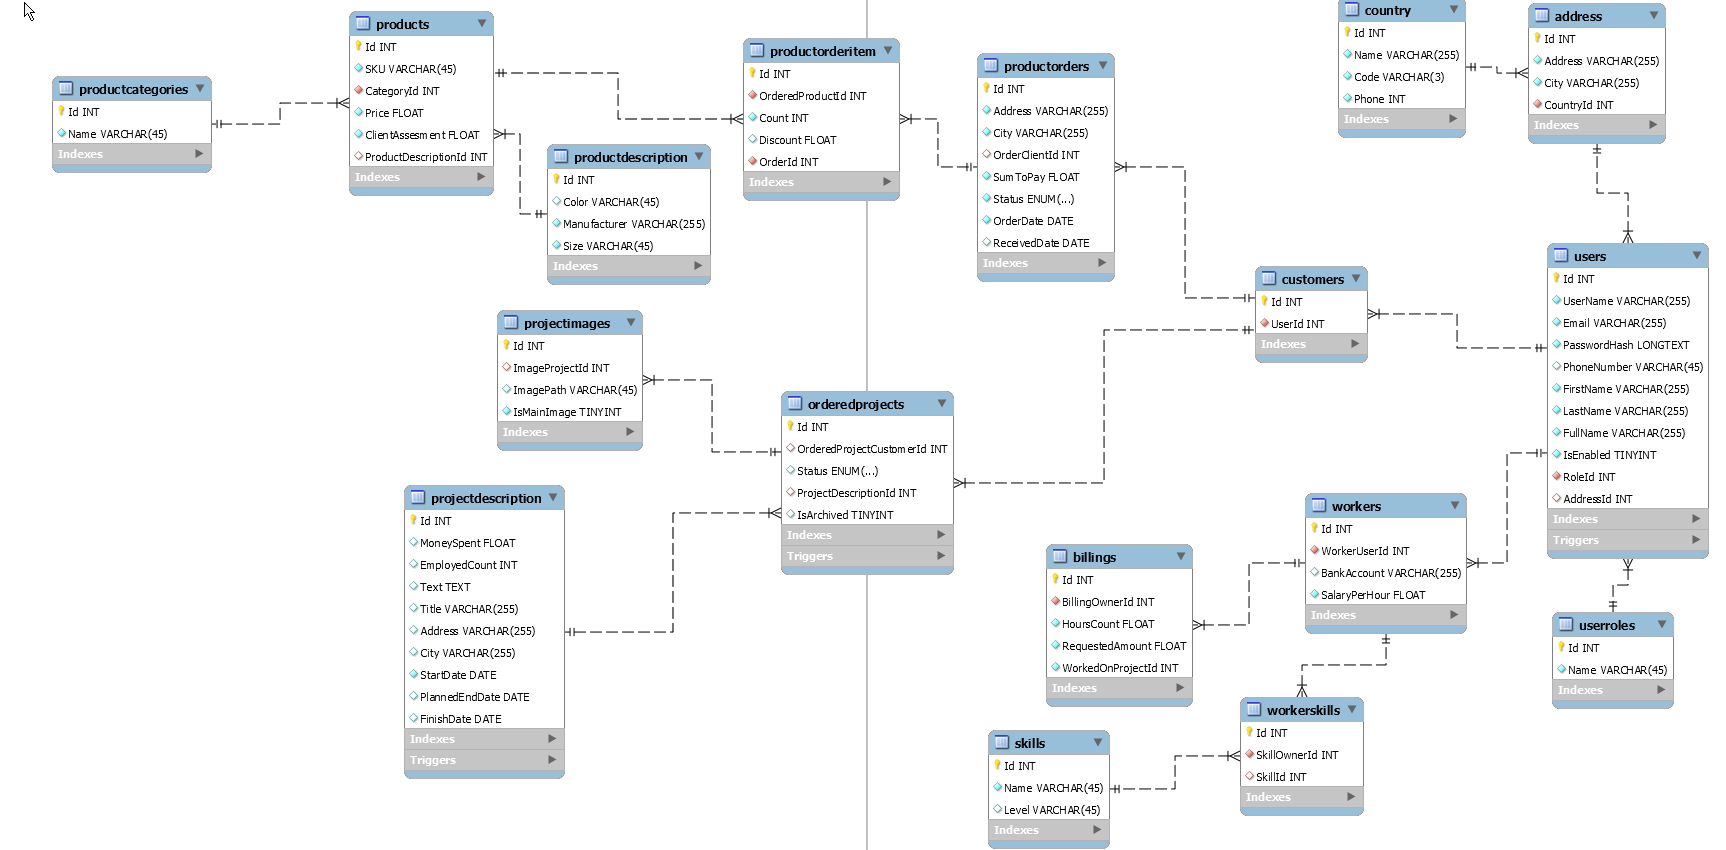 productcategories
Id INT
Name VARCHAR(45)
Indexes
products
Id INT
SKU VARCHAR(45)
CategoryId INT
Price FLOAT
ClientAssesment FLOAT
ProductDescriptionId INT
Indexes
productdescription
Id INT
Color VARCHAR(45)
Manufacturer VARCHAR(255)
Size VARCHAR(45)
Indexes
productorderitem
Id INT
OrderedProductId INT
Count INT
Discount FLOAT
OrderId INT
Indexes
productorders
Id INT
Address VARCHAR(255)
City VARCHAR(255)
OrderClientId INT
SumToPay FLOAT
Status ENUM(...)
OrderDate DATE
ReceivedDate DATE
Indexes
country
Id INT
Name VARCHAR(255)
Code VARCHAR(3)
Phone INT
Indexes
address
Id INT
Address VARCHAR(255)
City VARCHAR(255)
CountryId INT
Indexes
customers
Id INT
UserId INT
Indexes
users
Id INT
UserName VARCHAR(255)
Email VARCHAR(255)
PasswordHash LONGTEXT
PhoneNumber VARCHAR(45)
FirstName VARCHAR(255)
LastName VARCHAR(255)
FullName VARCHAR(255)
IsEnabled TINYINT
RoleId INT
AddressId INT
Indexes
Triggers
projectimages
Id INT
ImageProjectId INT
ImagePath VARCHAR(45)
IsMainImage TINYINT
Indexes
orderedprojects
Id INT
OrderedProjectCustomerId INT
Status ENUM(...)
ProjectDescriptionId INT
IsArchived TINYINT
Indexes
Triggers
projectdescription
Id INT
MoneySpent FLOAT
EmployedCount INT
Text TEXT
Title VARCHAR(255)
Address VARCHAR(255)
City VARCHAR(255)
StartDate DATE
PlannedEndDate DATE
FinishDate DATE
Indexes
Triggers
billings
Id INT
BillingOwnerId INT
HoursCount FLOAT
RequestedAmount FLOAT
WorkedOnProjectId INT
Indexes
workers
Id INT
WorkerUserId INT
BankAccount VARCHAR(255)
SalaryPerHour FLOAT
Indexes
userroles
Id INT
Name VARCHAR(45)
Indexes
skills
Id INT
Name VARCHAR(45)
Level VARCHAR(45)
Indexes
workerskills
Id INT
SkillOwnerId INT
SkillId INT
Indexes